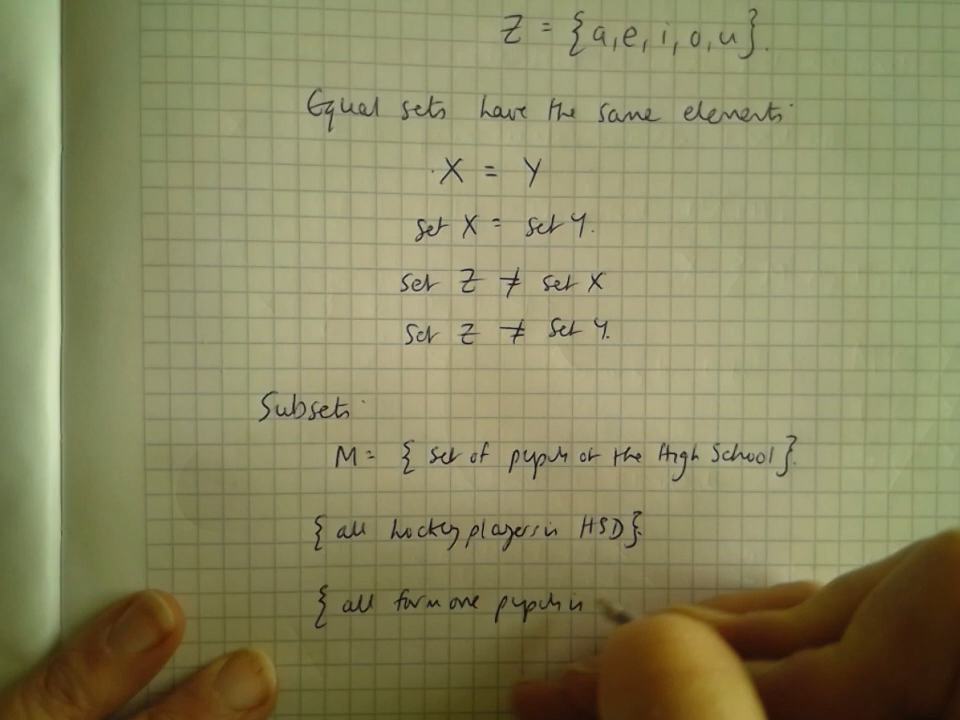 Z = {a, e, i, o, u}.
Equal sets have the same elements
X = Y
set X = set Y.
set Z ≠ set X
set Z ≠ set Y.
Subsets
M = { set of pupils at the High School }.
{ all hockey players in HSD}.
{ all form one pupils in